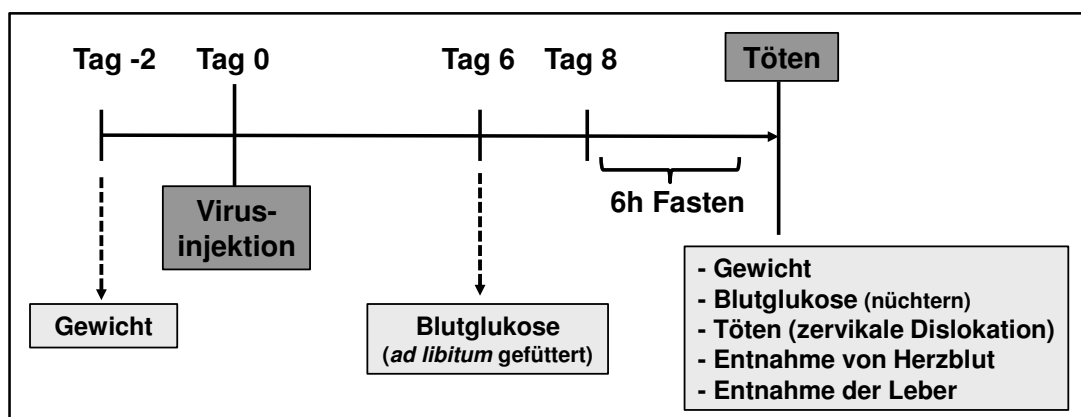 Tag -2 Tag 0 Tag 6 Tag 8 Töten
Virus-
injektion
6h Fasten
Gewicht
Blutglukose
(ad libitum gefüttert)
- Gewicht
- Blutglukose (nüchtern)
- Töten (zervikale Dislokation)
- Entnahme von Herzblut
- Entnahme der Leber